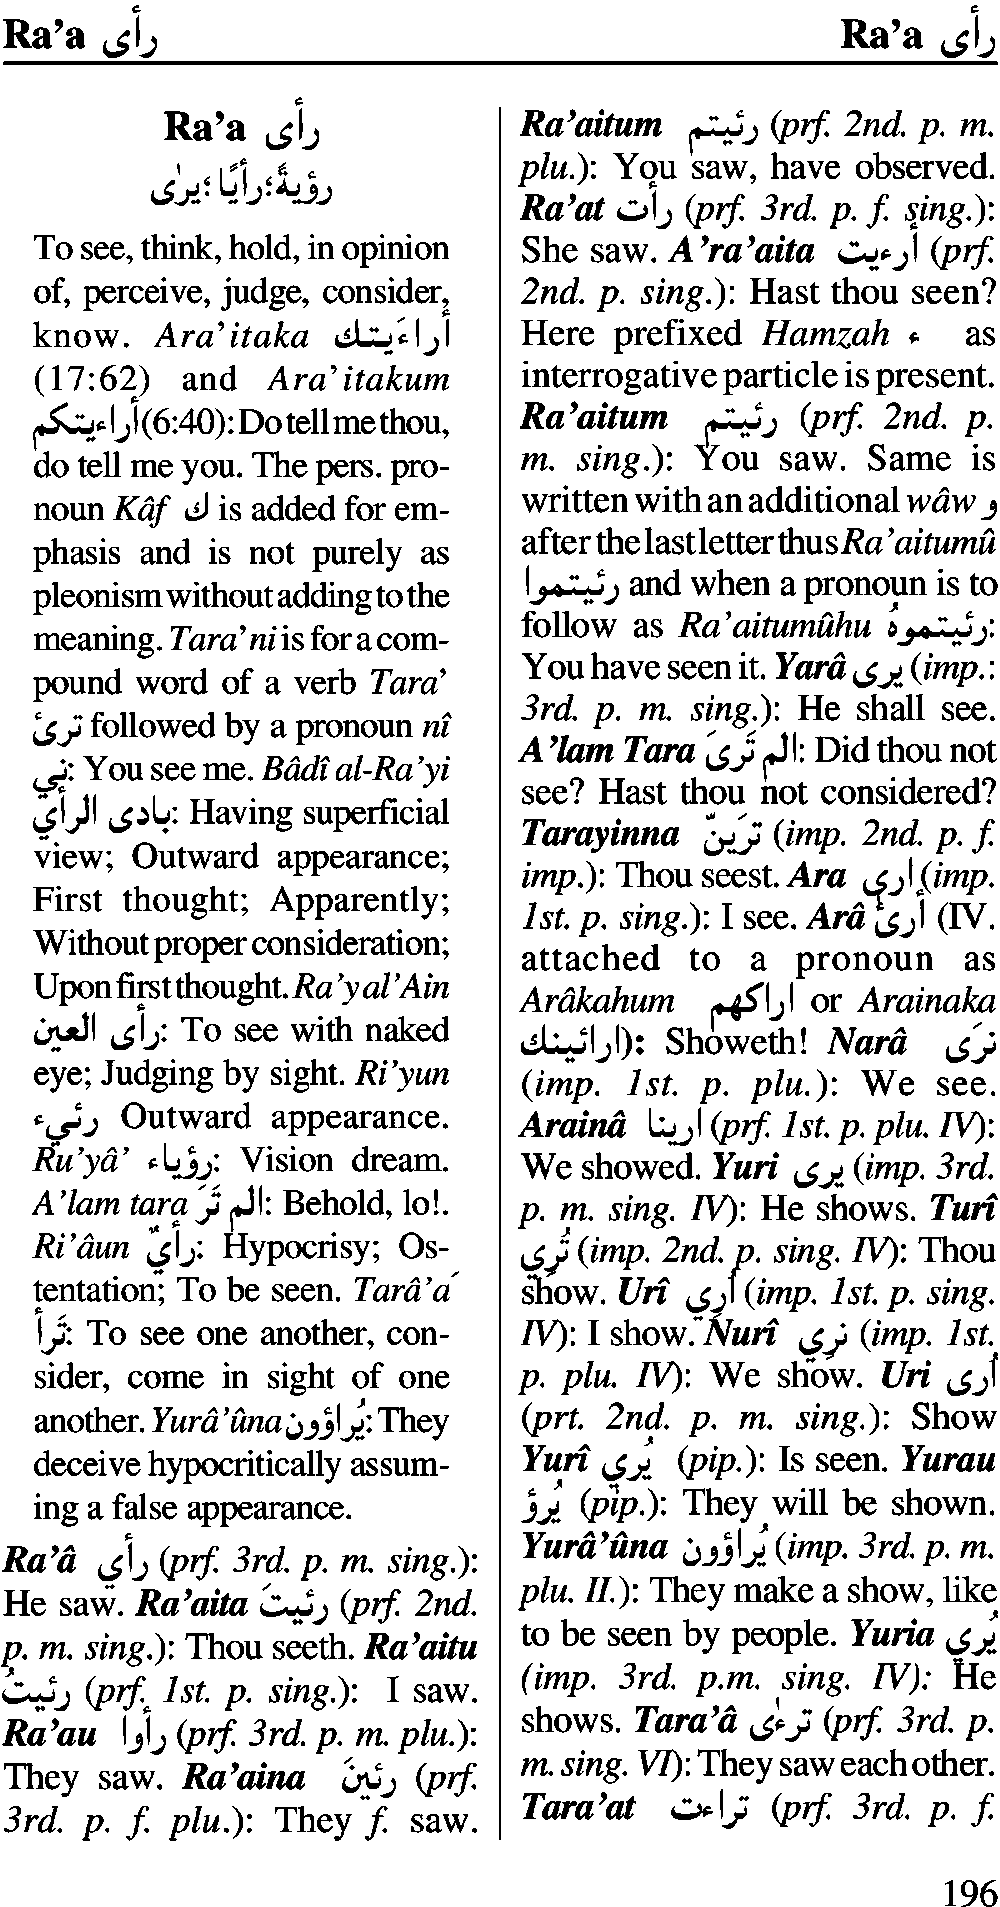 Ra’a رأى
Ra’a رأى
Ra’a رأى
رؤيةً؛رأيًا ؛يرٰى
To see, think, hold, in opinion
of, perceive, judge, consider,
know. Ara’itaka أراءَيتك
(17:62) and Ara’itakum
أراءيتكم(6:40): Do tell me thou,
do tell me you. The pers. pro-
noun Kâf ك is added for em-
phasis and is not purely as
pleonism without adding to the
meaning. Tara’ni is for a com-
pound word of a verb Tara’
ترئ followed by a pronoun nî
ني: You see me. Bâdî al-Ra’yi
بادى الرأي: Having superficial
view; Outward appearance;
First thought; Apparently;
Without proper consideration;
Upon first thought. Ra’y al’Ain
رأى العين: To see with naked
eye; Judging by sight. Ri’yun
رئيء Outward appearance.
Ru’yâ’ رؤياء: Vision dream.
A’lam tara الم تَرَ: Behold, lo!.
Ri’âun رأيٌ: Hypocrisy; Os-
tentation; To be seen. Tarâ’a
تَرأ: To see one another, con-
sider, come in sight of one
another. Yurâ’ûna يُراؤون: They
deceive hypocritically assum-
ing a false appearance.
Ra’â رأي (prf. 3rd. p. m. sing.):
He saw. Ra’aita رئيتَ (prf. 2nd.
p. m. sing.): Thou seeth. Ra’aitu
رئيتُ (prf. 1st. p. sing.): I saw.
Ra’au رأوا (prf. 3rd. p. m. plu.):
They saw. Ra’aina رئينَ (prf.
3rd. p. f. plu.): They f. saw.
Ra’aitum رئيتم (prf. 2nd. p. m.
plu.): You saw, have observed.
Ra’at رأت (prf. 3rd. p. f. sing.):
She saw. A’ra’aita أرءيت (prf.
2nd. p. sing.): Hast thou seen?
Here prefixed Hamzah ء as
interrogative particle is present.
Ra’aitum رئيتم (prf. 2nd. p.
m. sing.): You saw. Same is
written with an additional wâw و
after the last letter thus Ra’aitumû
رئيتموا and when a pronoun is to
follow as Ra’aitumûhu رئيتموهُ:
You have seen it. Yarâ يرى (imp.:
3rd. p. m. sing.): He shall see.
A’lam Tara الم تَرىَ: Did thou not
see? Hast thou not considered?
Tarayinna تَرَينّ (imp. 2nd. p. f.
imp.): Thou seest. Ara ارى (imp.
1st. p. sing.): I see. Arâ أرئ (IV.
attached to a pronoun as
Arâkahum اراكهم or Arainaka
ارائينك): Showeth! Narâ نرَى
(imp. 1st. p. plu.): We see.
Arainâ ارينا (prf. 1st. p. plu. IV):
We showed. Yuri يرى (imp. 3rd.
p. m. sing. IV): He shows. Turî
تُرِي (imp. 2nd. p. sing. IV): Thou
show. Urî اُرِي (imp. 1st. p. sing.
IV): I show. Nurî نرِي (imp. 1st.
p. plu. IV): We show. Uri أرى
(prt. 2nd. p. m. sing.): Show
Yurî يُرِي (pip.): Is seen. Yurau
يُرؤ (pip.): They will be shown.
Yurâ’ûna يُراؤون (imp. 3rd. p. m.
plu. II.): They make a show, like
to be seen by people. Yuria يُرِي
(imp. 3rd. p.m. sing. IV): He
shows. Tara’â ترءٰى (prf. 3rd. p.
m. sing. VI): They saw each other.
Tara’at تراءت (prf. 3rd. p. f.
196